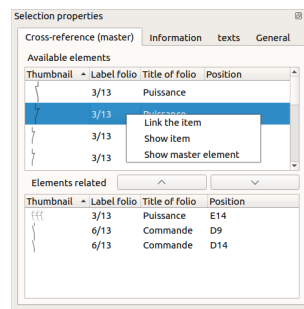 Selection properties
Cross-reference (master) Information texts General
Available elements
Thumbnail Label folio Title of folio Position
3/13 Puissance
3/13 Puissance
3/13
3/13
Link the item
Show item
Show master element
Elements related
Thumbnail Label folio Title of folio Position
3/13 Puissance E14
6/13 Commande D9
6/13 Commande D14